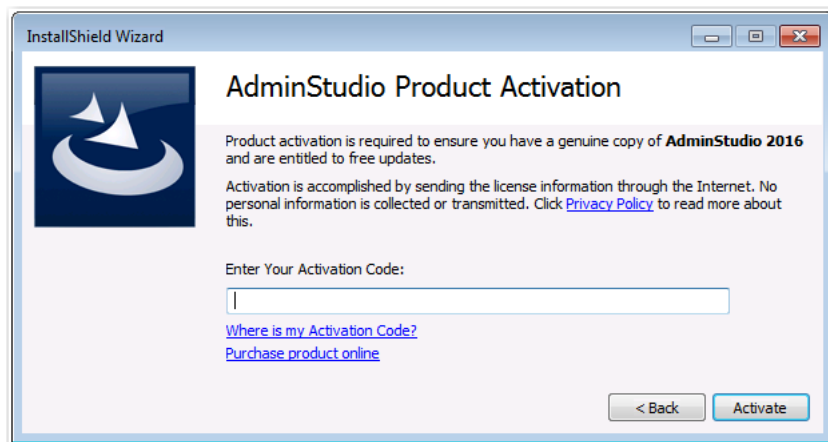 InstallShield Wizard
AdminStudio Product Activation
Product activation is required to ensure you have a genuine copy of AdminStudio 2016
and are entitled to free updates.
Activation is accomplished by sending the license information through the Internet. No
personal information is collected or transmitted. Click Privacy Policy to read more about
this.
Enter Your Activation Code:
Where is my Activation Code?
Purchase product online
< Back
Activate